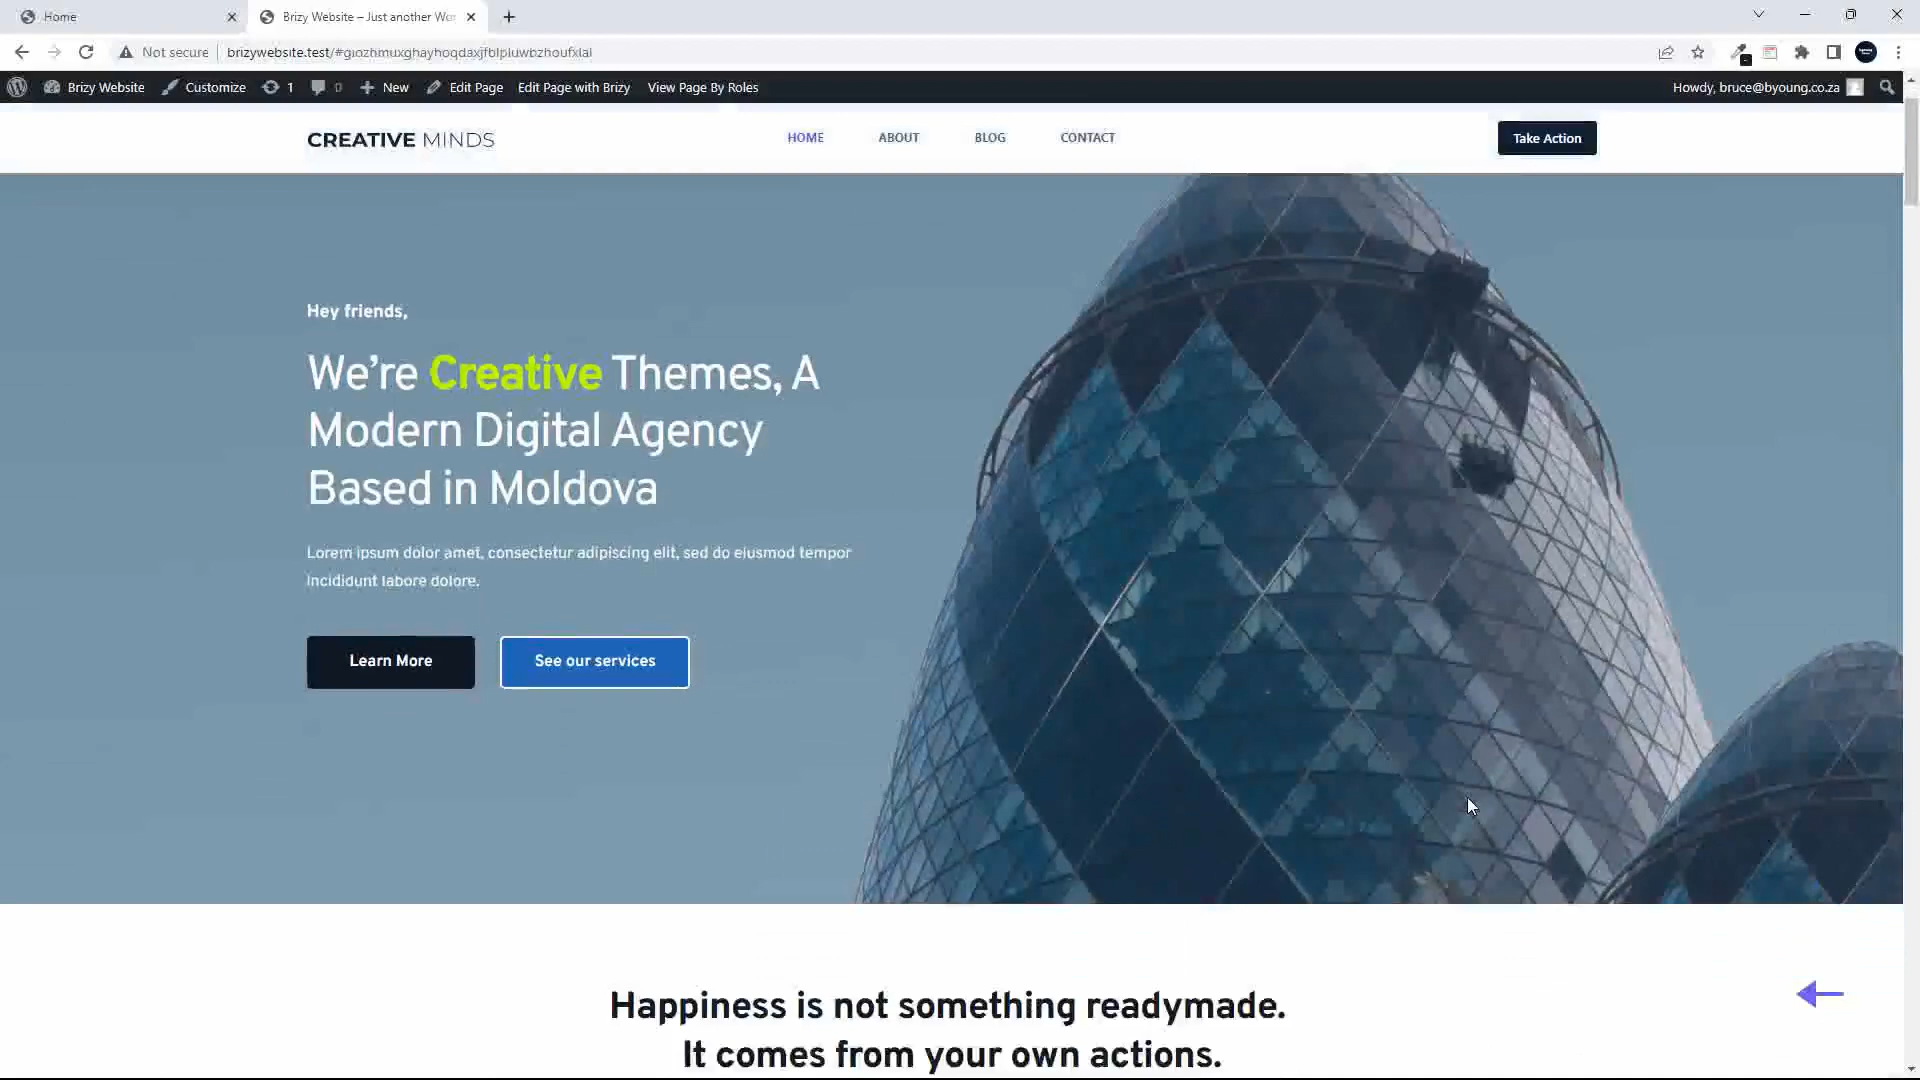 Home
Brizy Website – Just another Wor
Not secure
brizywebsite.test/#giozhmuxghayhoqdaxjfblpluwbzhoufxlal
Brizy Website Customize 1 0 New Edit Page Edit Page with Brizy View Page By Roles Howdy, bruce@byoung.co.za
CREATIVE MINDS HOME ABOUT BLOG CONTACT Take Action
Hey friends,
We’re Creative Themes, A
Modern Digital Agency
Based in Moldova
Lorem ipsum dolor amet, consectetur adipiscing elit, sed do eiusmod tempor
incididunt labore dolore.
Learn More See our services
Happiness is not something readymade.
It comes from your own actions.